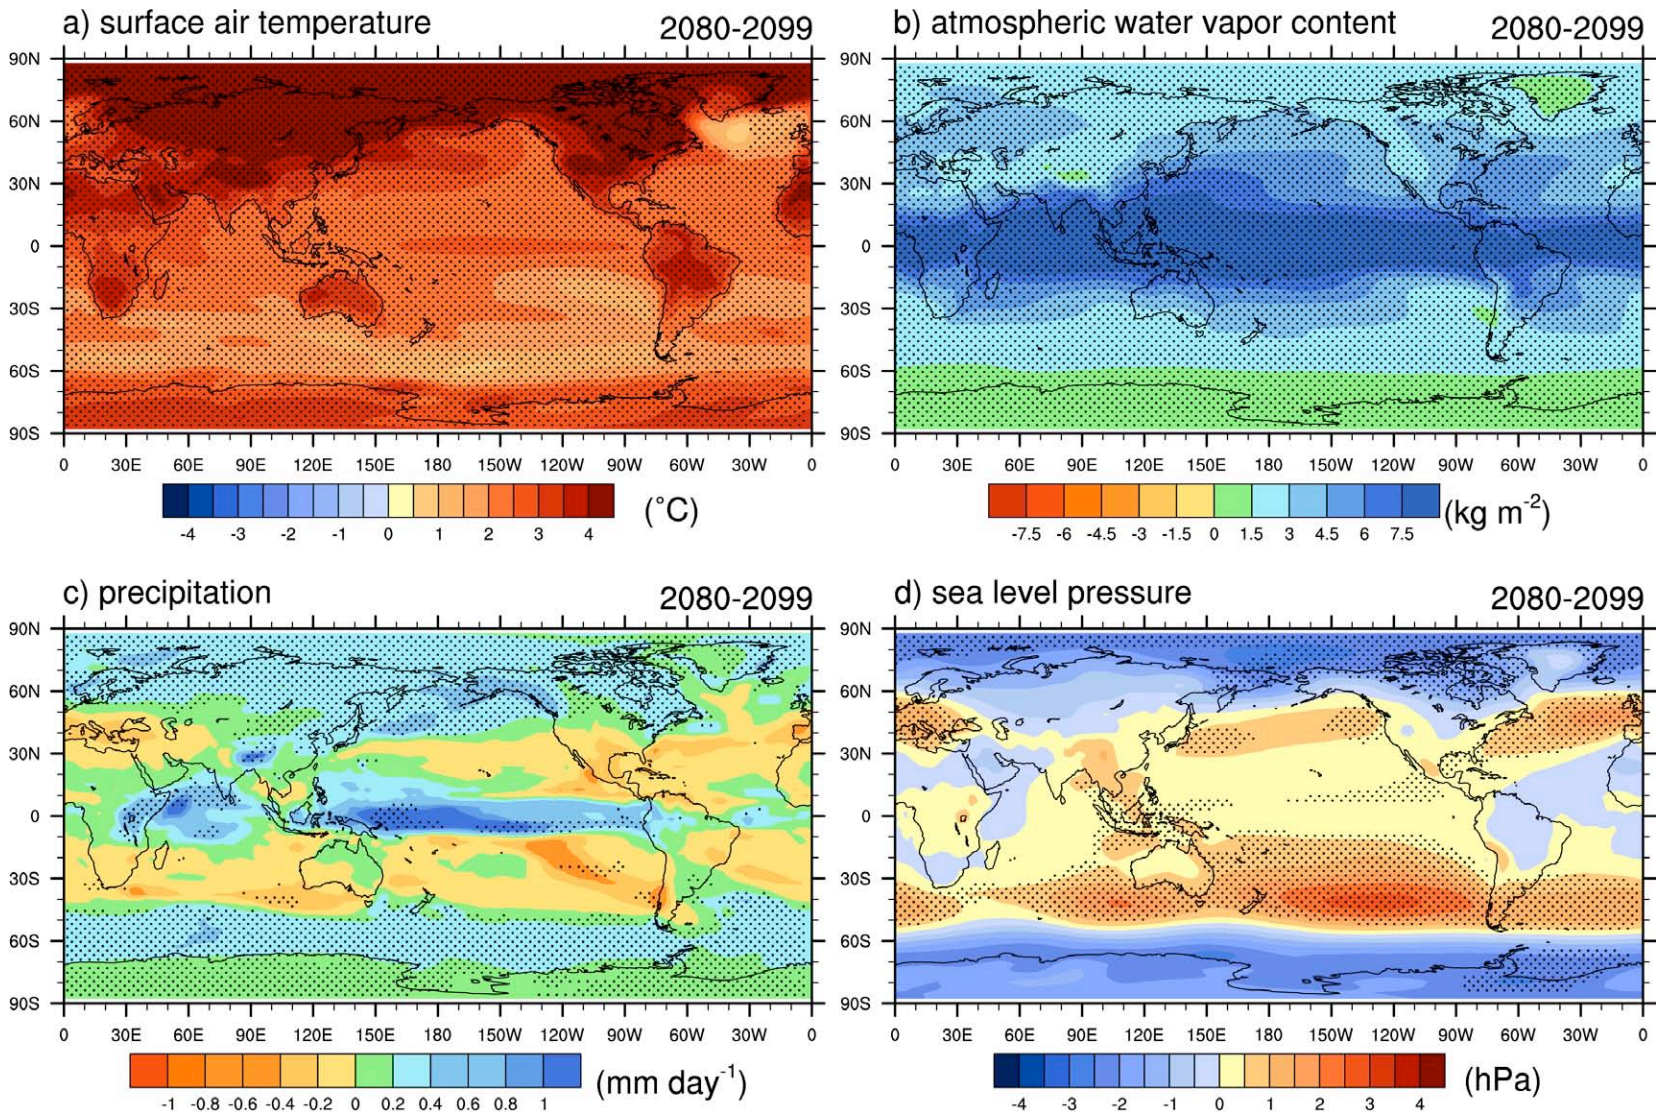 a) surface air temperature 2080-2099
90N
60N
30N
0
30S
60S
90S
0 30E 60E 90E 120E 150E 180 150W 120W 90W 60W 30W 0
-4 -3 -2 -1 0 1 2 3 4 (°C)
b) atmospheric water vapor content 2080-2099
90N
60N
30N
0
30S
60S
90S
0 30E 60E 90E 120E 150E 180 150W 120W 90W 60W 30W 0
-7.5 -6 -4.5 -3 -1.5 0 1.5 3 4.5 6 7.5 (kg m⁻²)
c) precipitation 2080-2099
90N
60N
30N
0
30S
60S
90S
0 30E 60E 90E 120E 150E 180 150W 120W 90W 60W 30W 0
-1 -0.8 -0.6 -0.4 -0.2 0 0.2 0.4 0.6 0.8 1 (mm day⁻¹)
d) sea level pressure 2080-2099
90N
60N
30N
0
30S
60S
90S
0 30E 60E 90E 120E 150E 180 150W 120W 90W 60W 30W 0
-4 -3 -2 -1 0 1 2 3 4 (hPa)